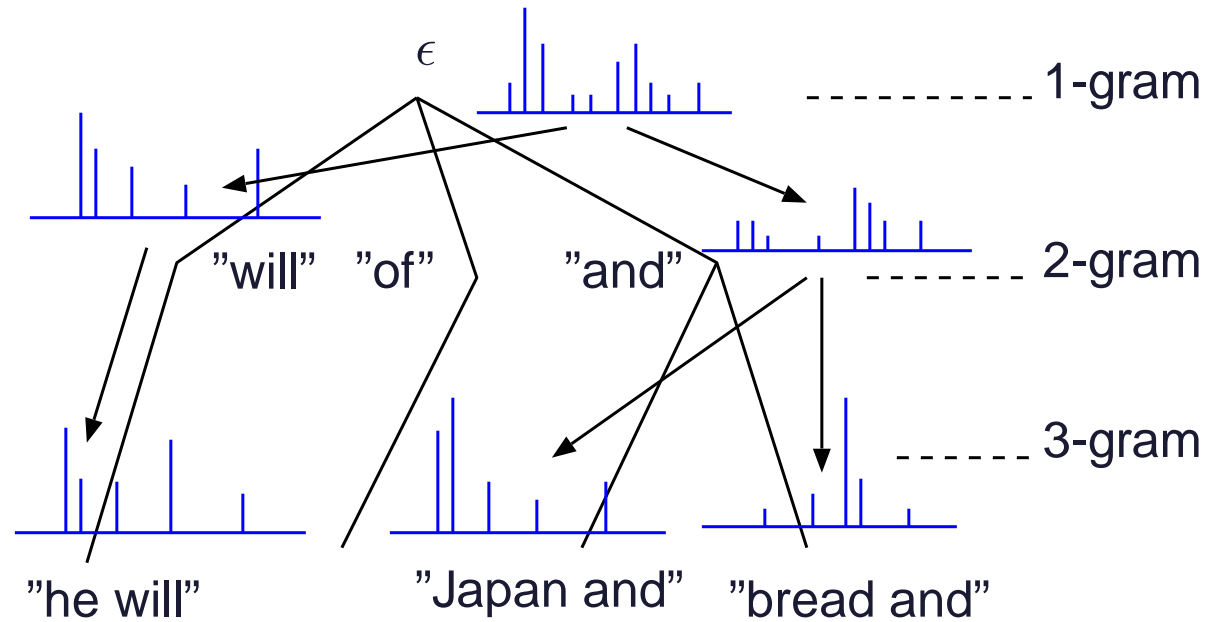 ϵ
1-gram
”will” ”of” ”and” 2-gram
3-gram
”he will” ”Japan and” ”bread and”